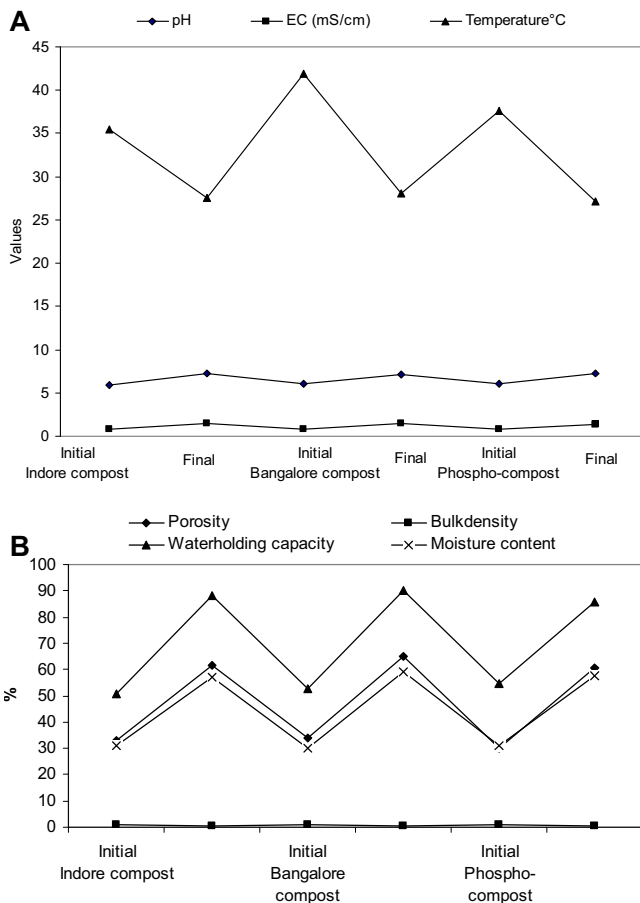 A
pH EC (mS/cm) Temperature°C
45
40
35
30
25
20
15
10
5
0
Values
Initial Final Initial Final Initial Final
Indore compost Bangalore compost Phospho-compost
B
Porosity Bulkdensity
Waterholding capacity Moisture content
100
90
80
70
60
50
40
30
20
10
0
%
Initial Initial Initial
Indore compost Bangalore Phospho-
compost compost